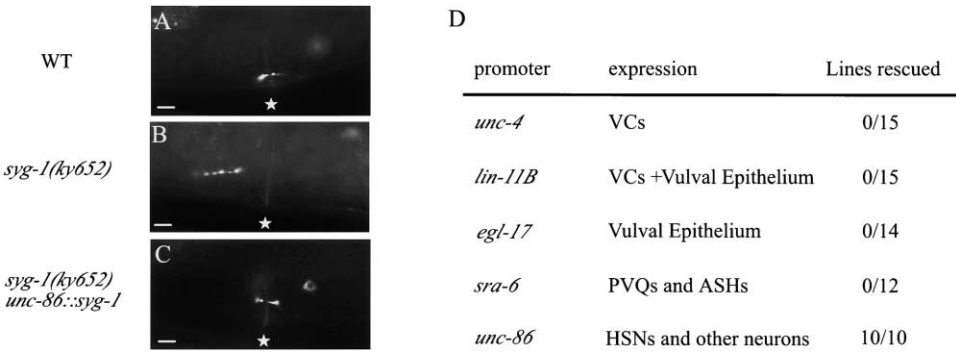 A
WT
B
syg-1(ky652)
C
syg-1(ky652)
unc-86::syg-1
D
promoter expression Lines rescued
unc-4 VCs 0/15
lin-11B VCs +Vulval Epithelium 0/15
egl-17 Vulval Epithelium 0/14
sra-6 PVQs and ASHs 0/12
unc-86 HSNs and other neurons 10/10